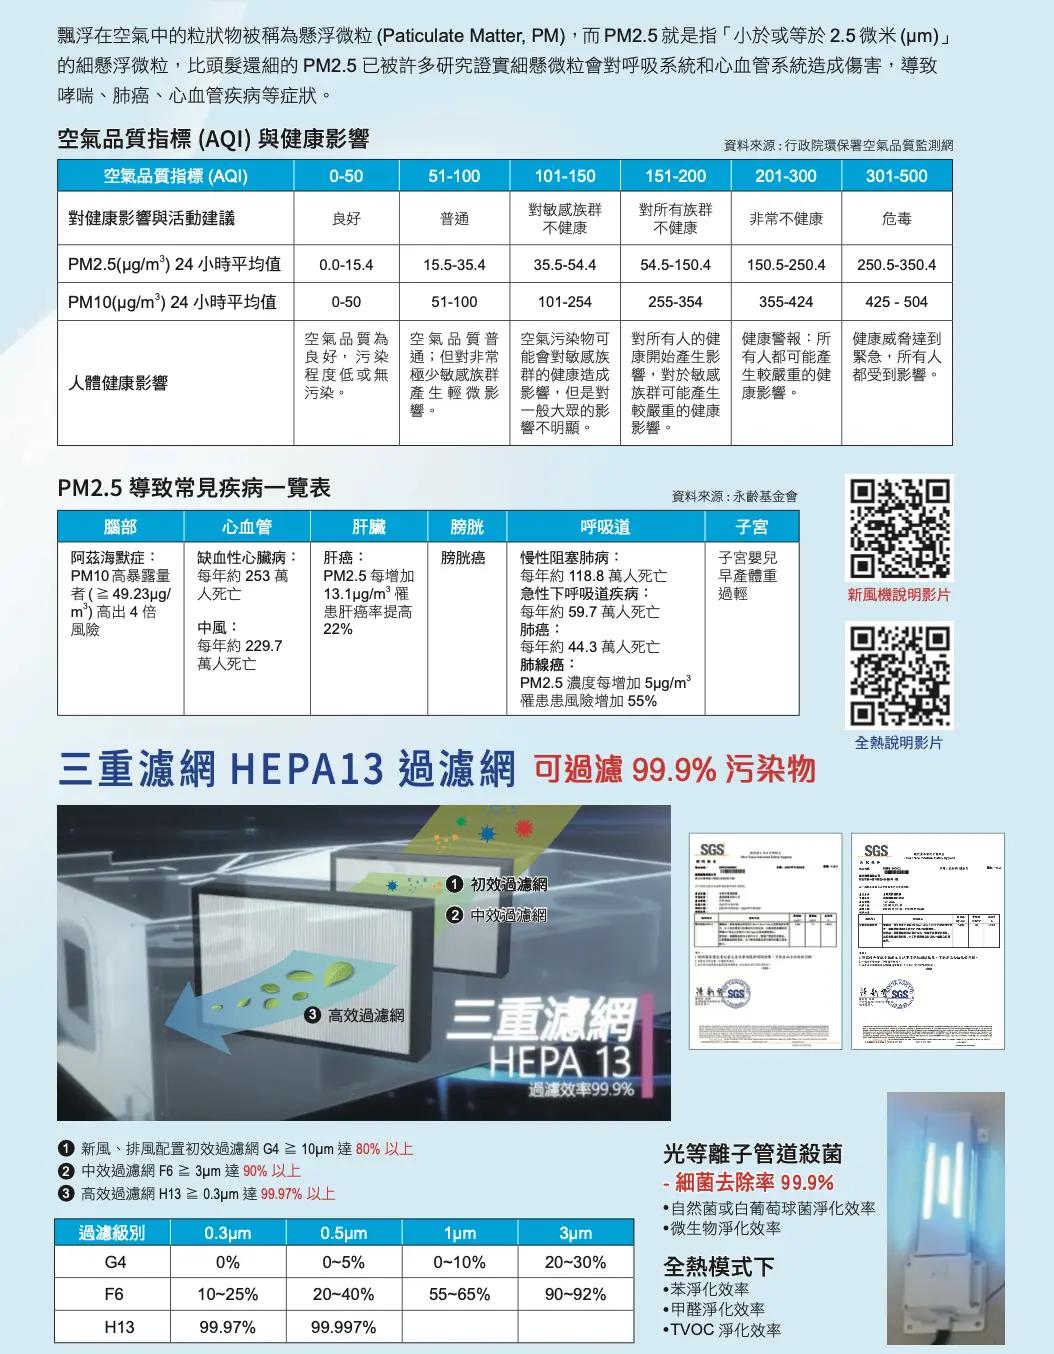 飄浮在空氣中的粒狀物被稱為懸浮微粒 (Paticulate Matter, PM)，而 PM2.5 就是指「小於或等於 2.5 微米 (μm)」
的細懸浮微粒，比頭髮還細的 PM2.5 已被許多研究證實細懸微粒會對呼吸系統和心血管系統造成傷害，導致
哮喘、肺癌、心血管疾病等症狀。
空氣品質指標 (AQI) 與健康影響
資料來源 : 行政院環保署空氣品質監測網
空氣品質指標 (AQI) 0-50 51-100 101-150 151-200 201-300 301-500
對健康影響與活動建議 良好 普通 對敏感族群 不健康 對所有族群 不健康 非常不健康 危毒
PM2.5(μg/m³) 24 小時平均值 0.0-15.4 15.5-35.4 35.5-54.4 54.5-150.4 150.5-250.4 250.5-350.4
PM10(μg/m³) 24 小時平均值 0-50 51-100 101-254 255-354 355-424 425 - 504
人體健康影響
空氣品質為
良好，污染
程度低或無
污染。
空氣品質普
通；但對非常
極少敏感族群
產生輕微影
響。
空氣污染物可
能會對敏感族
群的健康造成
影響，但是對
一般大眾的影
響不明顯。
對所有人的健
康開始產生影
響，對於敏感
族群可能產生
較嚴重的健康
影響。
健康警報：所
有人都可能產
生較嚴重的健
康影響。
健康威脅達到
緊急，所有人
都受到影響。
PM2.5 導致常見疾病一覽表
資料來源 : 永齡基金會
腦部 心血管 肝臟 膀胱 呼吸道 子宮
阿茲海默症：
PM10 高暴露量
者 ( ≧ 49.23μg/
m³) 高出 4 倍
風險
缺血性心臟病：
每年約 253 萬
人死亡
中風：
每年約 229.7
萬人死亡
肝癌：
PM2.5 每增加
13.1μg/m³ 罹
患肝癌率提高
22%
膀胱癌
慢性阻塞肺病：
每年約 118.8 萬人死亡
急性下呼吸道疾病：
每年約 59.7 萬人死亡
肺癌：
每年約 44.3 萬人死亡
肺線癌：
PM2.5 濃度每增加 5μg/m³
罹患患風險增加 55%
子宮嬰兒
早產體重
過輕
新風機說明影片
全熱說明影片
三重濾網 HEPA13 過濾網 可過濾 99.9% 污染物
1 初效過濾網
2 中效過濾網
3 高效過濾網
三重濾網
HEPA 13
過濾效率99.9%
SGS
SGS
SGS
SGS
1 新風、排風配置初效過濾網 G4 ≧ 10μm 達 80% 以上
2 中效過濾網 F6 ≧ 3μm 達 90% 以上
3 高效過濾網 H13 ≧ 0.3μm 達 99.97% 以上
過濾級別 0.3μm 0.5μm 1μm 3μm
G4 0% 0~5% 0~10% 20~30%
F6 10~25% 20~40% 55~65% 90~92%
H13 99.97% 99.997%
光等離子管道殺菌
- 細菌去除率 99.9%
•自然菌或白葡萄球菌淨化效率
•微生物淨化效率
全熱模式下
•苯淨化效率
•甲醛淨化效率
•TVOC 淨化效率